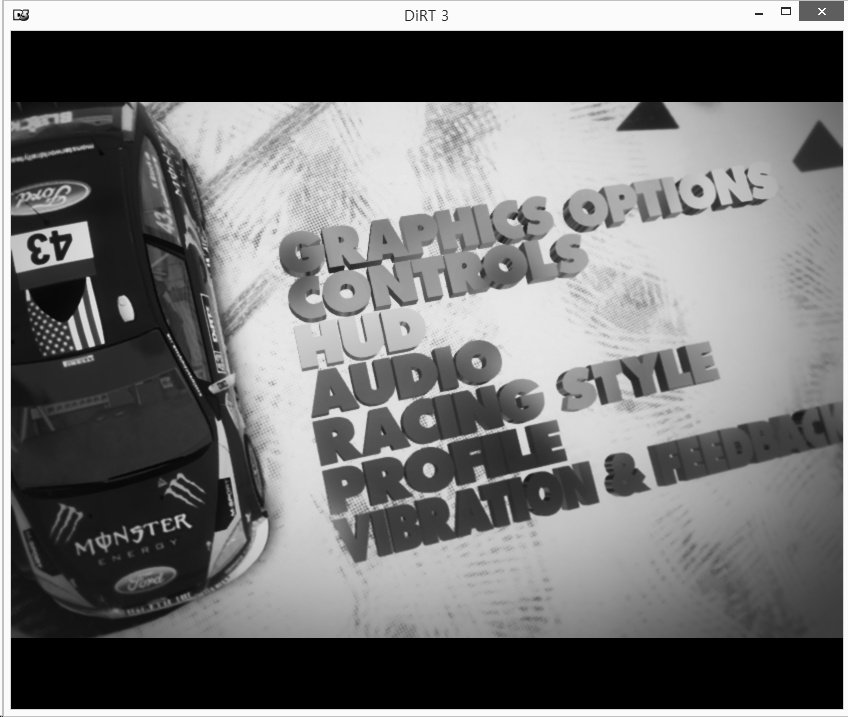 DiRT 3
GRAPHICS OPTIONS
CONTROLS
HUD
AUDIO
RACING STYLE
PROFILE
VIBRATION & FEEDBACK
Ford
43
MONSTER
ENERGY
Ford